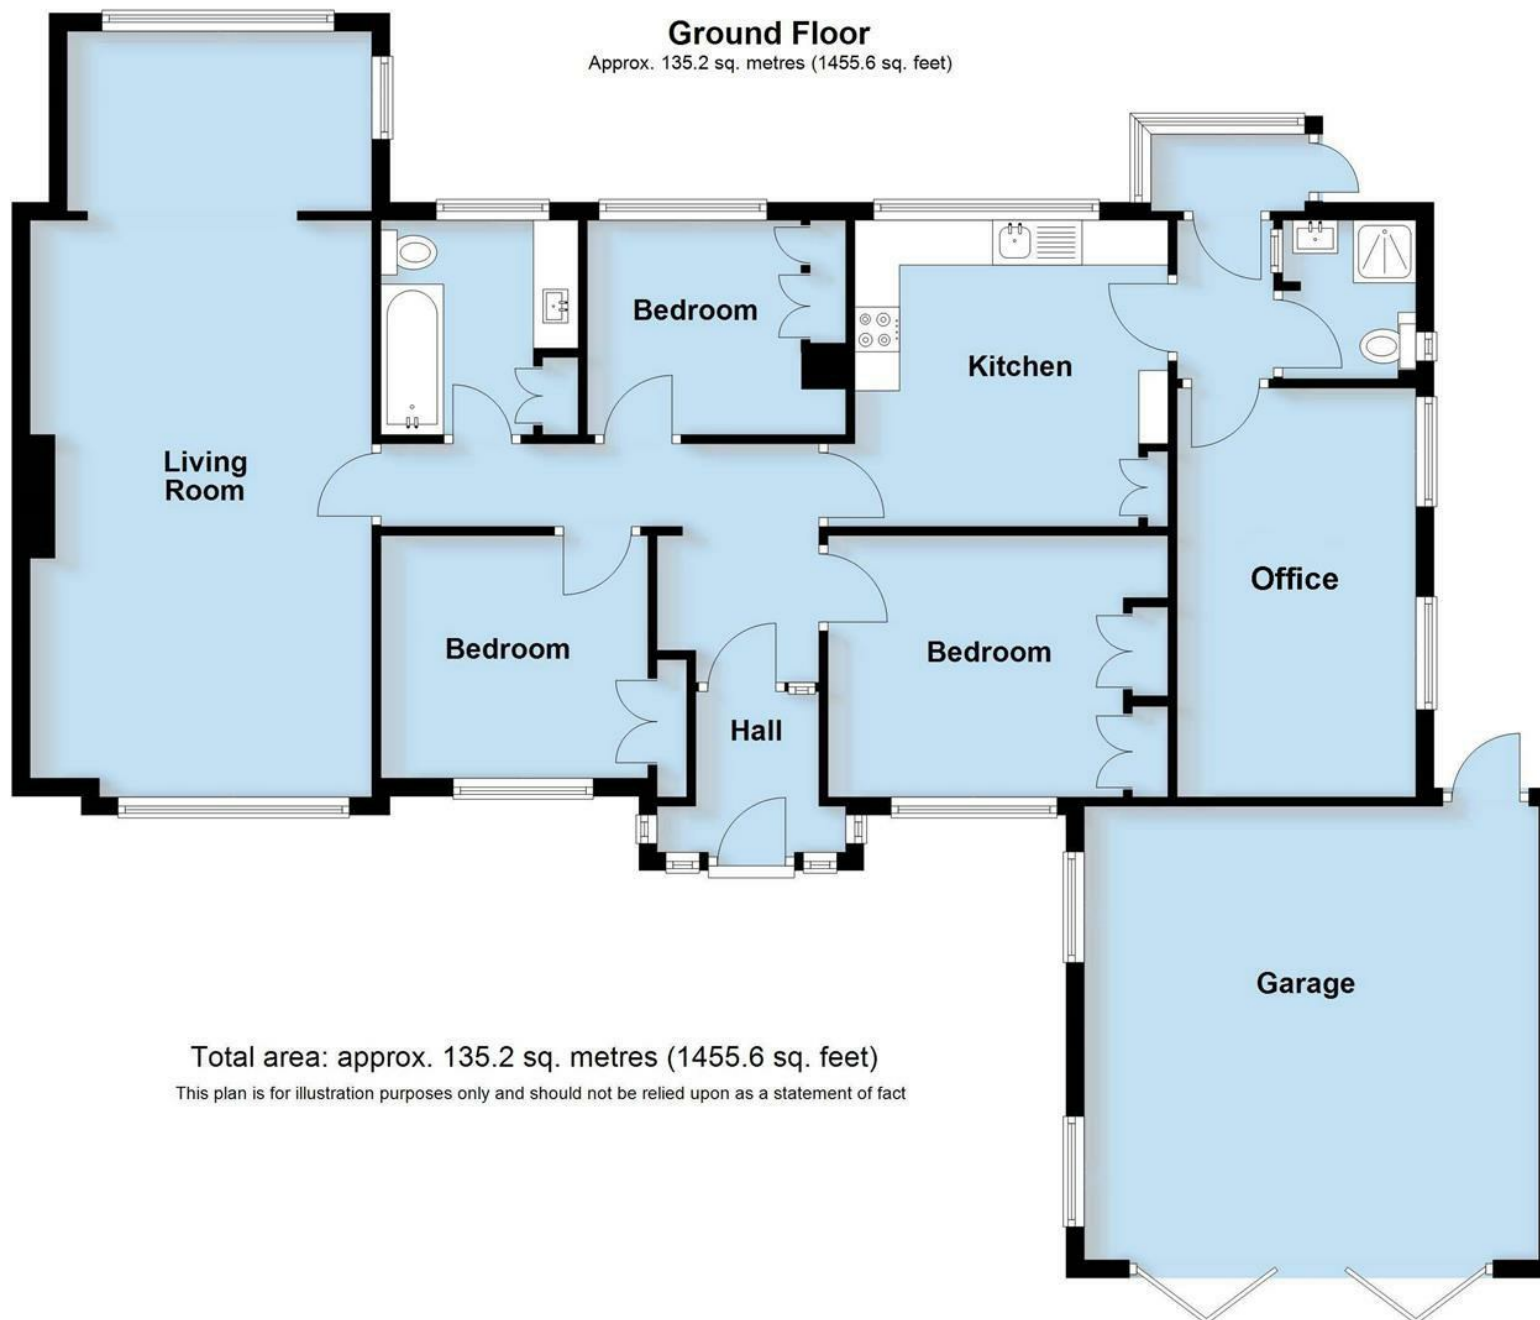 Ground Floor
Approx. 135.2 sq. metres (1455.6 sq. feet)
Bedroom
Kitchen
Living
Room
Office
Bedroom
Bedroom
Hall
Garage
Total area: approx. 135.2 sq. metres (1455.6 sq. feet)
This plan is for illustration purposes only and should not be relied upon as a statement of fact